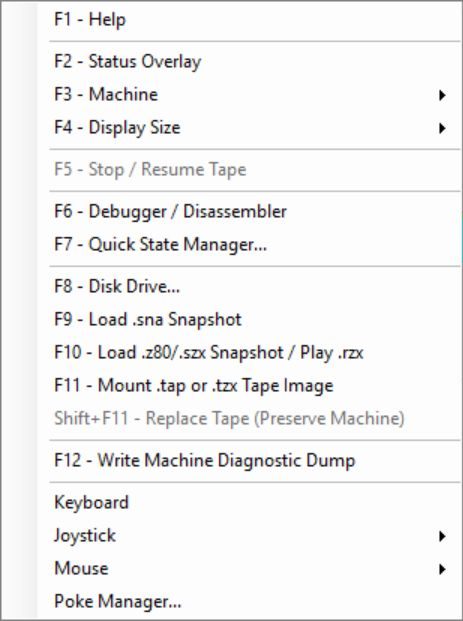 F1 - Help
F2 - Status Overlay
F3 - Machine
F4 - Display Size
F5 - Stop / Resume Tape
F6 - Debugger / Disassembler
F7 - Quick State Manager...
F8 - Disk Drive...
F9 - Load .sna Snapshot
F10 - Load .z80/.szx Snapshot / Play .rzx
F11 - Mount .tap or .tzx Tape Image
Shift+F11 - Replace Tape (Preserve Machine)
F12 - Write Machine Diagnostic Dump
Keyboard
Joystick
Mouse
Poke Manager...